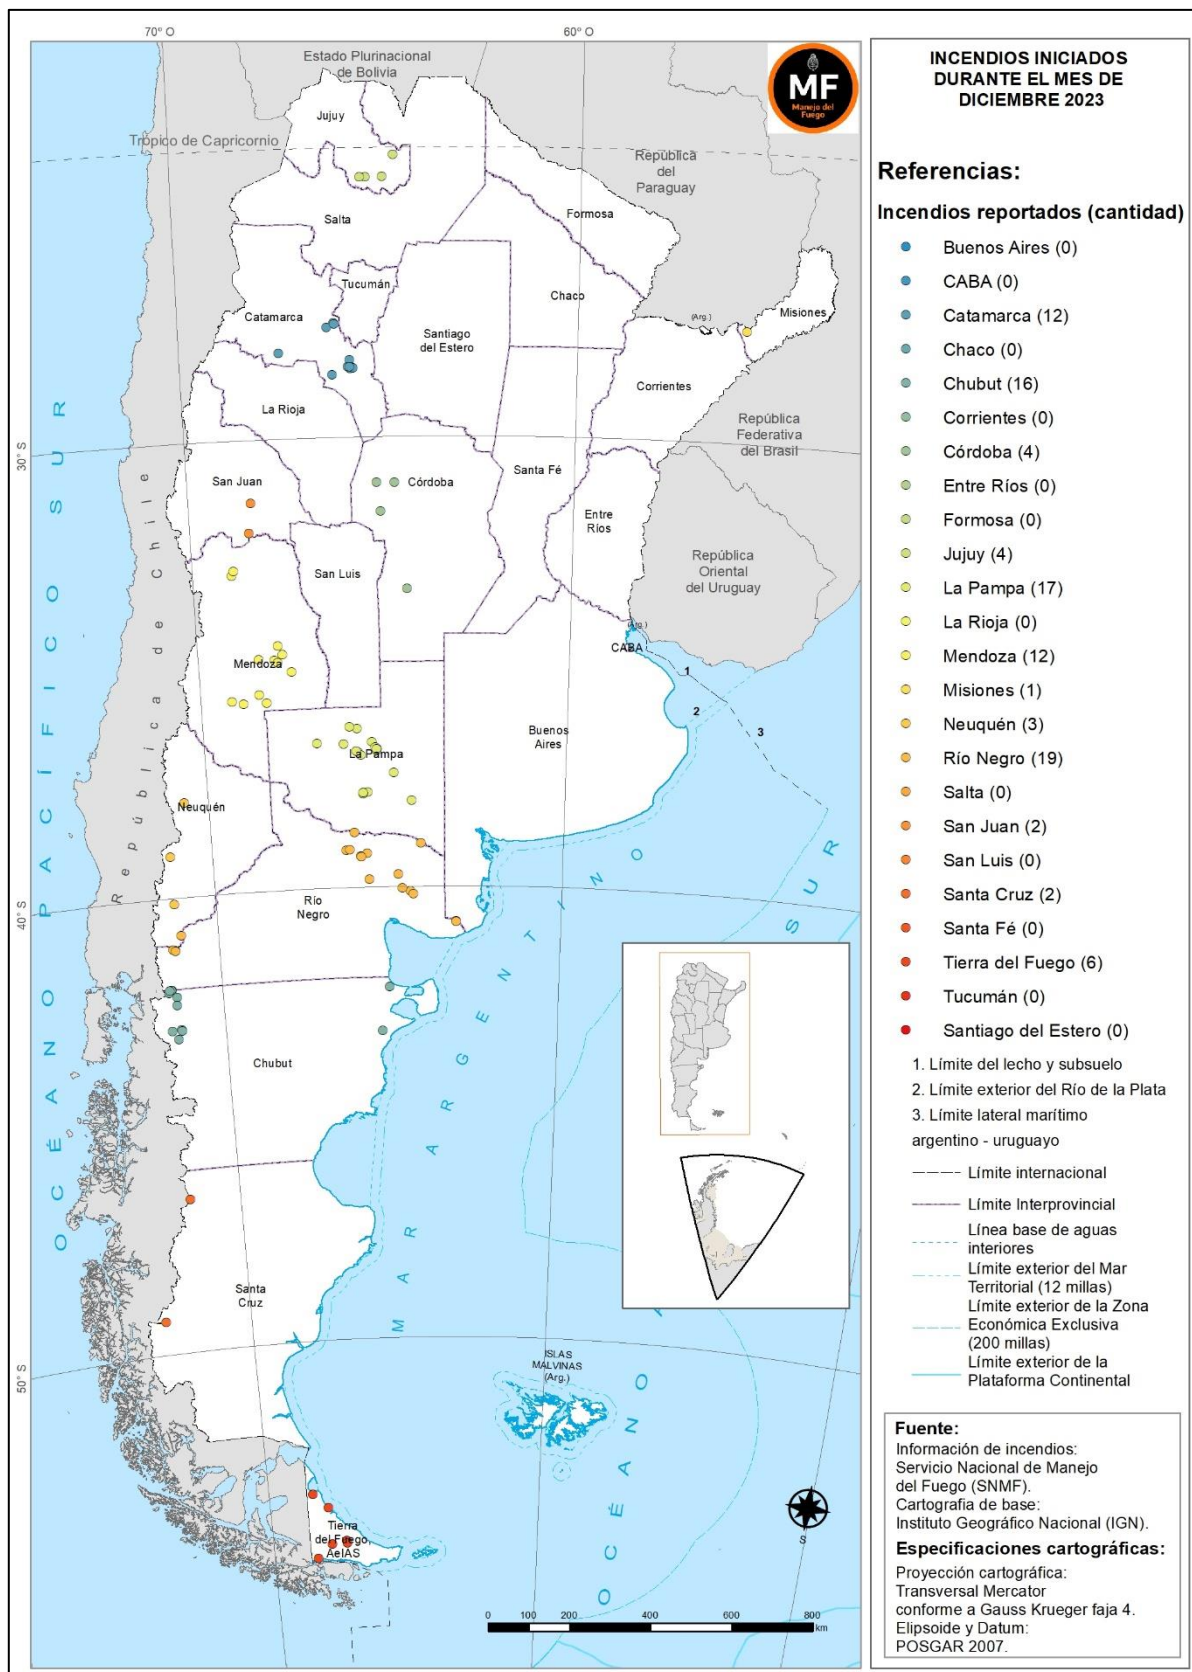 70° O
60° O
Estado Plurinacional
de Bolivia
MF
Manejo del
Fuego
Jujuy
Trópico de Capricornio
República
del
Paraguay
Salta
Formosa
Tucumán
Chaco
Catamarca
Santiago
del Estero
(Arg.)
Misiones
Corrientes
La Rioja
República
Federativa
del Brasil
30° S
San Juan
Córdoba
Santa Fé
Entre
Ríos
San Luis
República
Oriental
del Uruguay
(Arg.)
CABA
Mendoza
1
2
3
Buenos
Aires
La Pampa
Neuquén
Río
Negro
40° S
Chubut
Santa
Cruz
50° S
ISLAS
MALVINAS
(Arg.)
Tierra
del Fuego,
AeIAS
OCÉANO PACÍFICO SUR
República de Chile
MAR ARGENTINO
OCÉANO
SUR
S
0 100 200 400 600 800
km
INCENDIOS INICIADOS
DURANTE EL MES DE
DICIEMBRE 2023
Referencias:
Incendios reportados (cantidad)
Buenos Aires (0)
CABA (0)
Catamarca (12)
Chaco (0)
Chubut (16)
Corrientes (0)
Córdoba (4)
Entre Ríos (0)
Formosa (0)
Jujuy (4)
La Pampa (17)
La Rioja (0)
Mendoza (12)
Misiones (1)
Neuquén (3)
Río Negro (19)
Salta (0)
San Juan (2)
San Luis (0)
Santa Cruz (2)
Santa Fé (0)
Tierra del Fuego (6)
Tucumán (0)
Santiago del Estero (0)
1. Límite del lecho y subsuelo
2. Límite exterior del Río de la Plata
3. Límite lateral marítimo
argentino - uruguayo
Límite internacional
Límite Interprovincial
Línea base de aguas
interiores
Límite exterior del Mar
Territorial (12 millas)
Límite exterior de la Zona
Económica Exclusiva
(200 millas)
Límite exterior de la
Plataforma Continental
Fuente:
Información de incendios:
Servicio Nacional de Manejo
del Fuego (SNMF).
Cartografia de base:
Instituto Geográfico Nacional (IGN).
Especificaciones cartográficas:
Proyección cartográfica:
Transversal Mercator
conforme a Gauss Krueger faja 4.
Elipsoide y Datum:
POSGAR 2007.